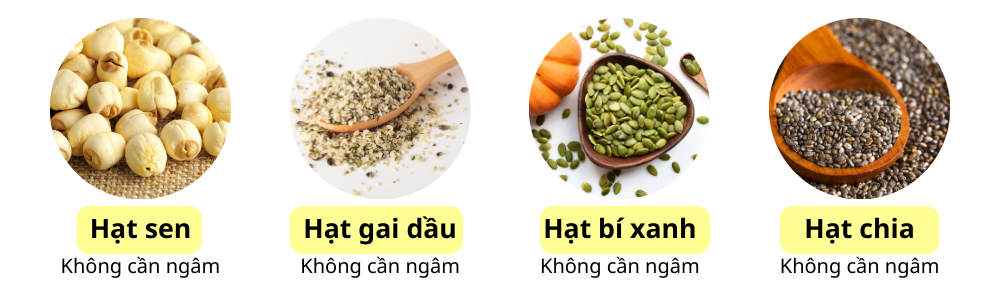 Hạt sen
Không cần ngâm
Hạt gai dầu
Không cần ngâm
Hạt bí xanh
Không cần ngâm
Hạt chia
Không cần ngâm